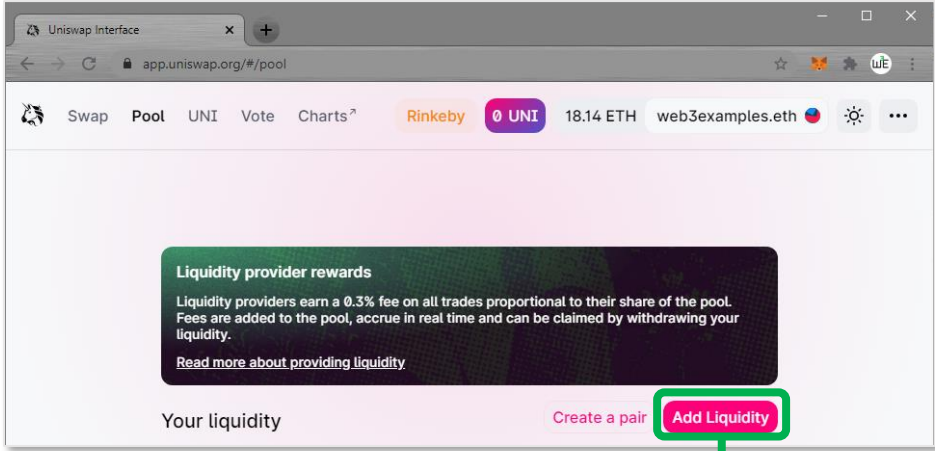 Uniswap Interface
app.uniswap.org/#/pool
Swap Pool UNI Vote Charts↗ Rinkeby 0 UNI 18.14 ETH web3examples.eth
Liquidity provider rewards
Liquidity providers earn a 0.3% fee on all trades proportional to their share of the pool.
Fees are added to the pool, accrue in real time and can be claimed by withdrawing your
liquidity.
Read more about providing liquidity
Your liquidity Create a pair Add Liquidity